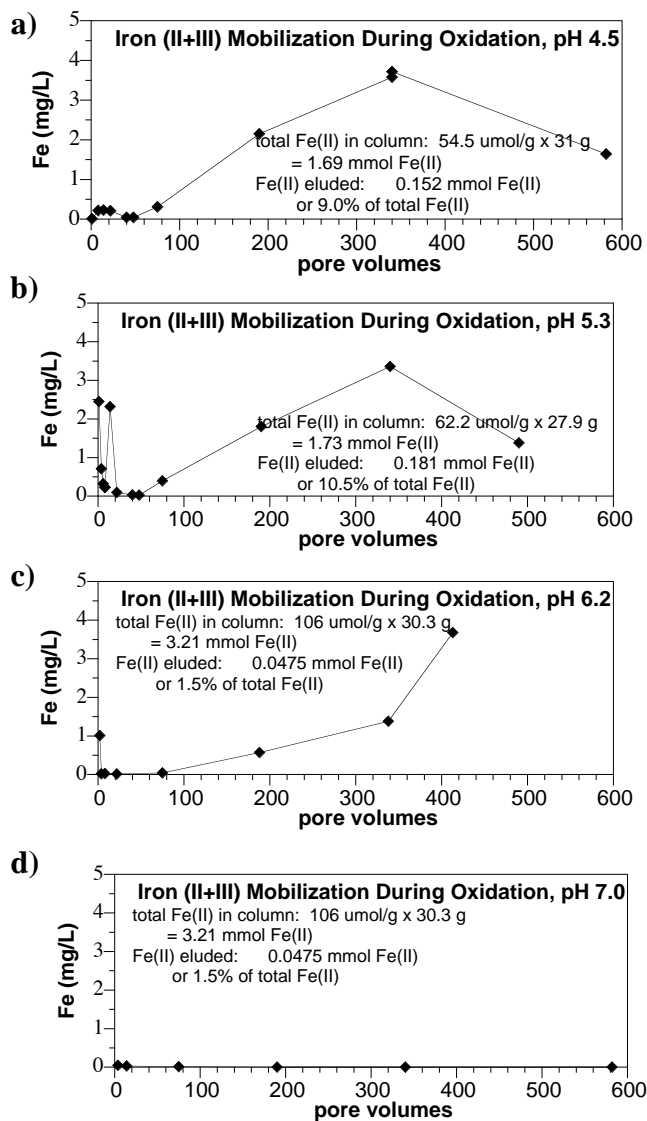 a)
Iron (II+III) Mobilization During Oxidation, pH 4.5
5
4
3
2
1
0
Fe (mg/L)
total Fe(II) in column: 54.5 umol/g x 31 g
= 1.69 mmol Fe(II)
Fe(II) eluded: 0.152 mmol Fe(II)
or 9.0% of total Fe(II)
0 100 200 300 400 500 600
pore volumes
b)
Iron (II+III) Mobilization During Oxidation, pH 5.3
5
4
3
2
1
0
Fe (mg/L)
total Fe(II) in column: 62.2 umol/g x 27.9 g
= 1.73 mmol Fe(II)
Fe(II) eluded: 0.181 mmol Fe(II)
or 10.5% of total Fe(II)
0 100 200 300 400 500 600
pore volumes
c)
Iron (II+III) Mobilization During Oxidation, pH 6.2
5
4
3
2
1
0
Fe (mg/L)
total Fe(II) in column: 106 umol/g x 30.3 g
= 3.21 mmol Fe(II)
Fe(II) eluded: 0.0475 mmol Fe(II)
or 1.5% of total Fe(II)
0 100 200 300 400 500 600
pore volumes
d)
Iron (II+III) Mobilization During Oxidation, pH 7.0
5
4
3
2
1
0
Fe (mg/L)
total Fe(II) in column: 106 umol/g x 30.3 g
= 3.21 mmol Fe(II)
Fe(II) eluded: 0.0475 mmol Fe(II)
or 1.5% of total Fe(II)
0 100 200 300 400 500 600
pore volumes